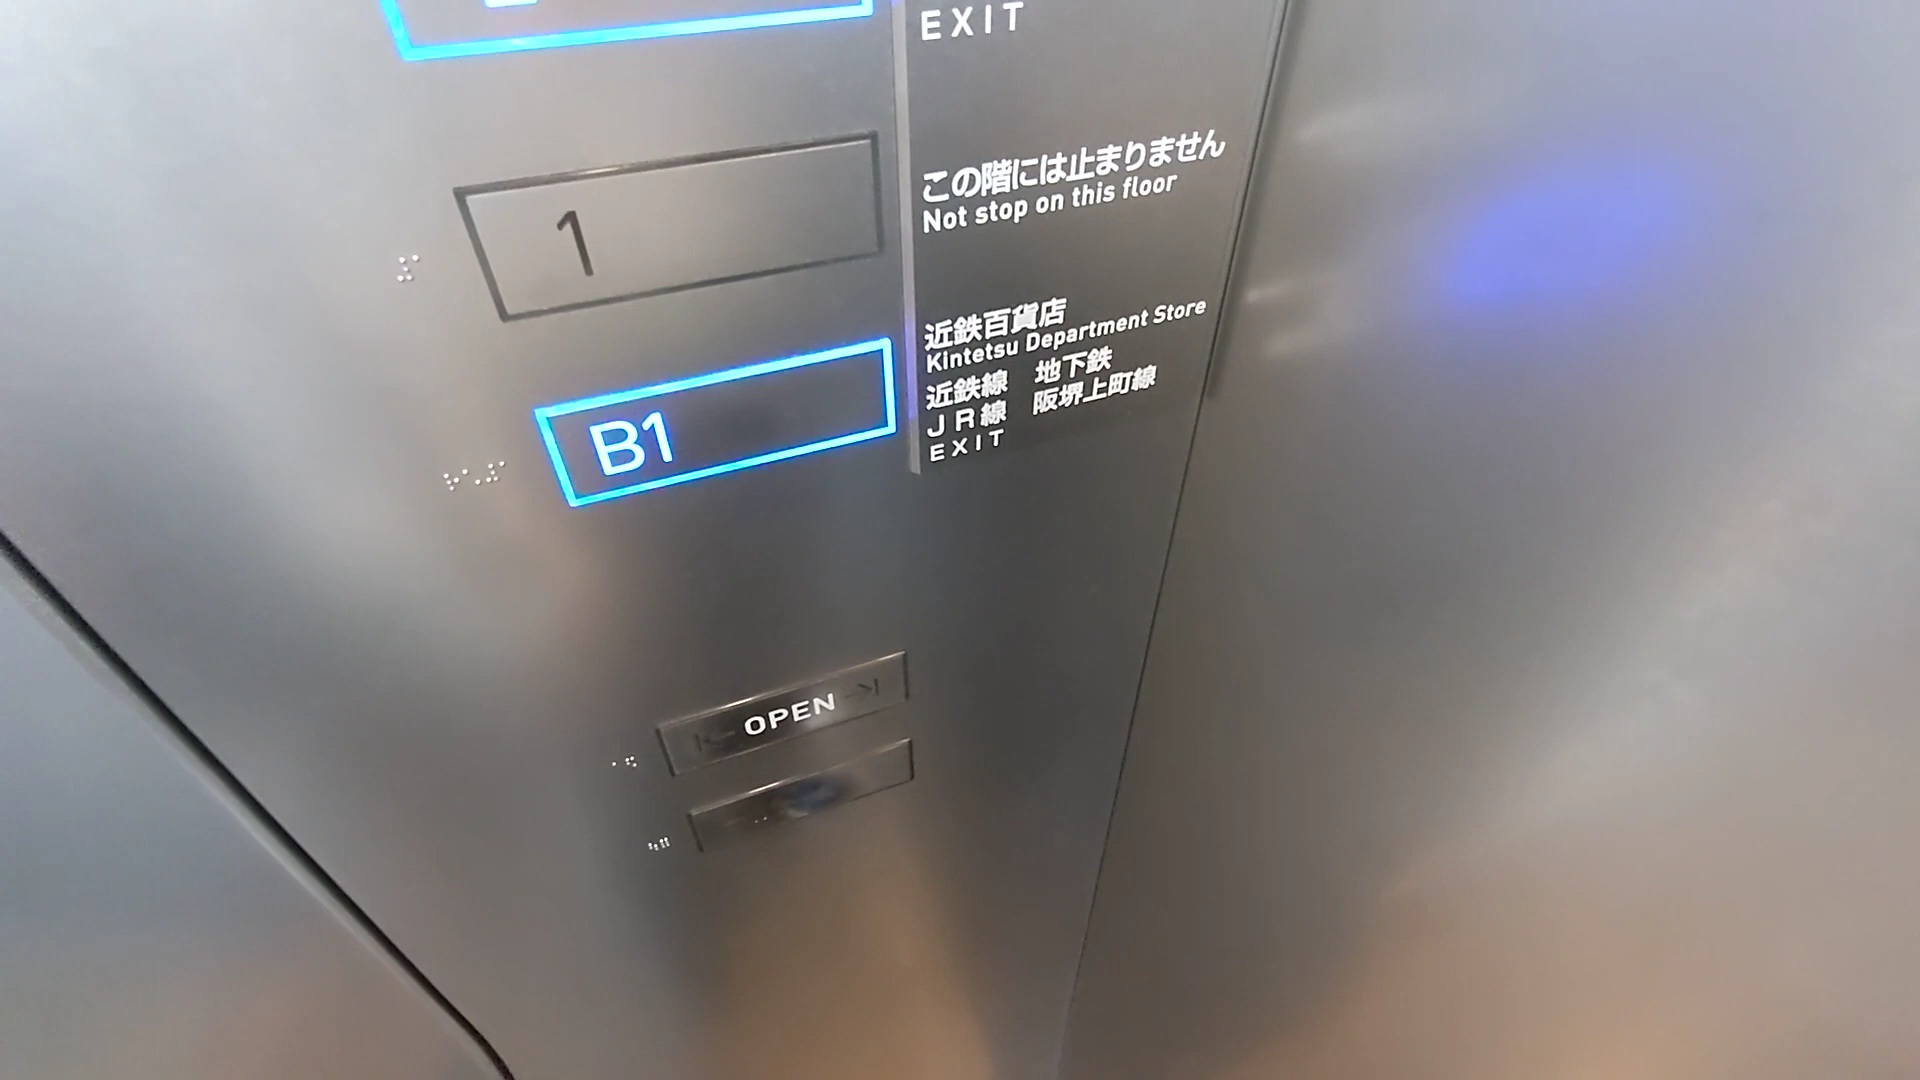 EXIT
1
この階には止まりません
Not stop on this floor
B1
近鉄百貨店
Kintetsu Department Store
近鉄線 地下鉄
JR線 阪堺上町線
EXIT
OPEN